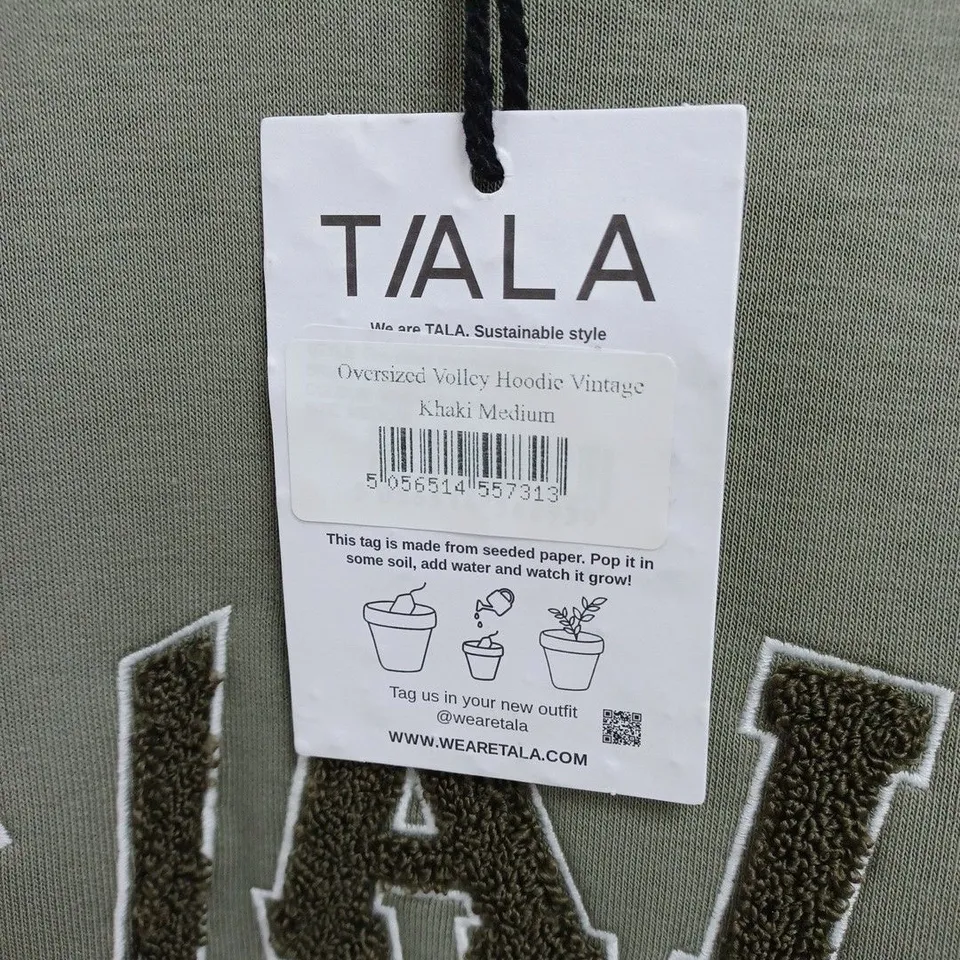 T/ALA
We are TALA. Sustainable style
Oversized Volley Hoodie Vintage
Khaki Medium
5 056514 557313
This tag is made from seeded paper. Pop it in
some soil, add water and watch it grow!
Tag us in your new outfit
@wearetala
WWW.WEARETALA.COM